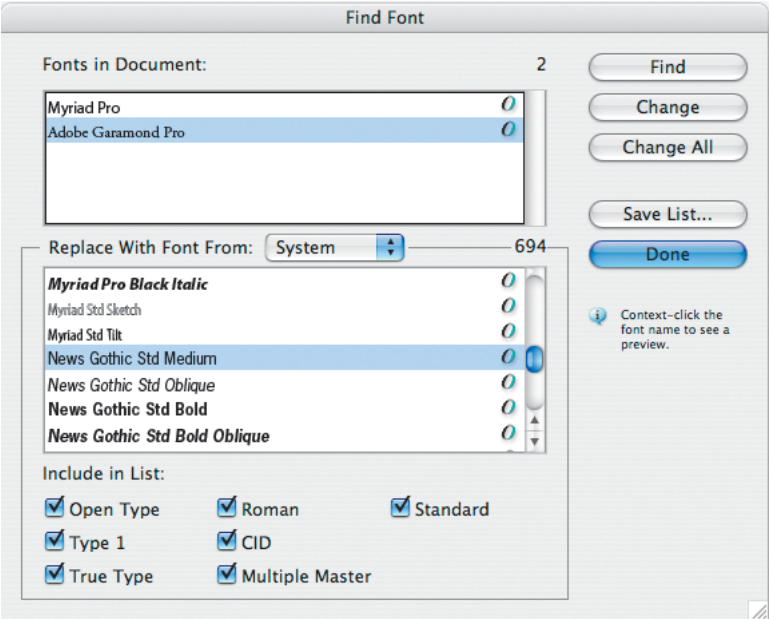 Find Font
Fonts in Document: 2
Find
Myriad Pro O
Change
Adobe Garamond Pro O
Change All
Save List...
Replace With Font From: System 694
Done
Myriad Pro Black Italic O
Myriad Std Sketch O
Context-click the
font name to see a
preview.
Myriad Std Tilt O
News Gothic Std Medium O
News Gothic Std Oblique O
News Gothic Std Bold O
News Gothic Std Bold Oblique O
Include in List:
Open Type Roman Standard
Type 1 CID
True Type Multiple Master